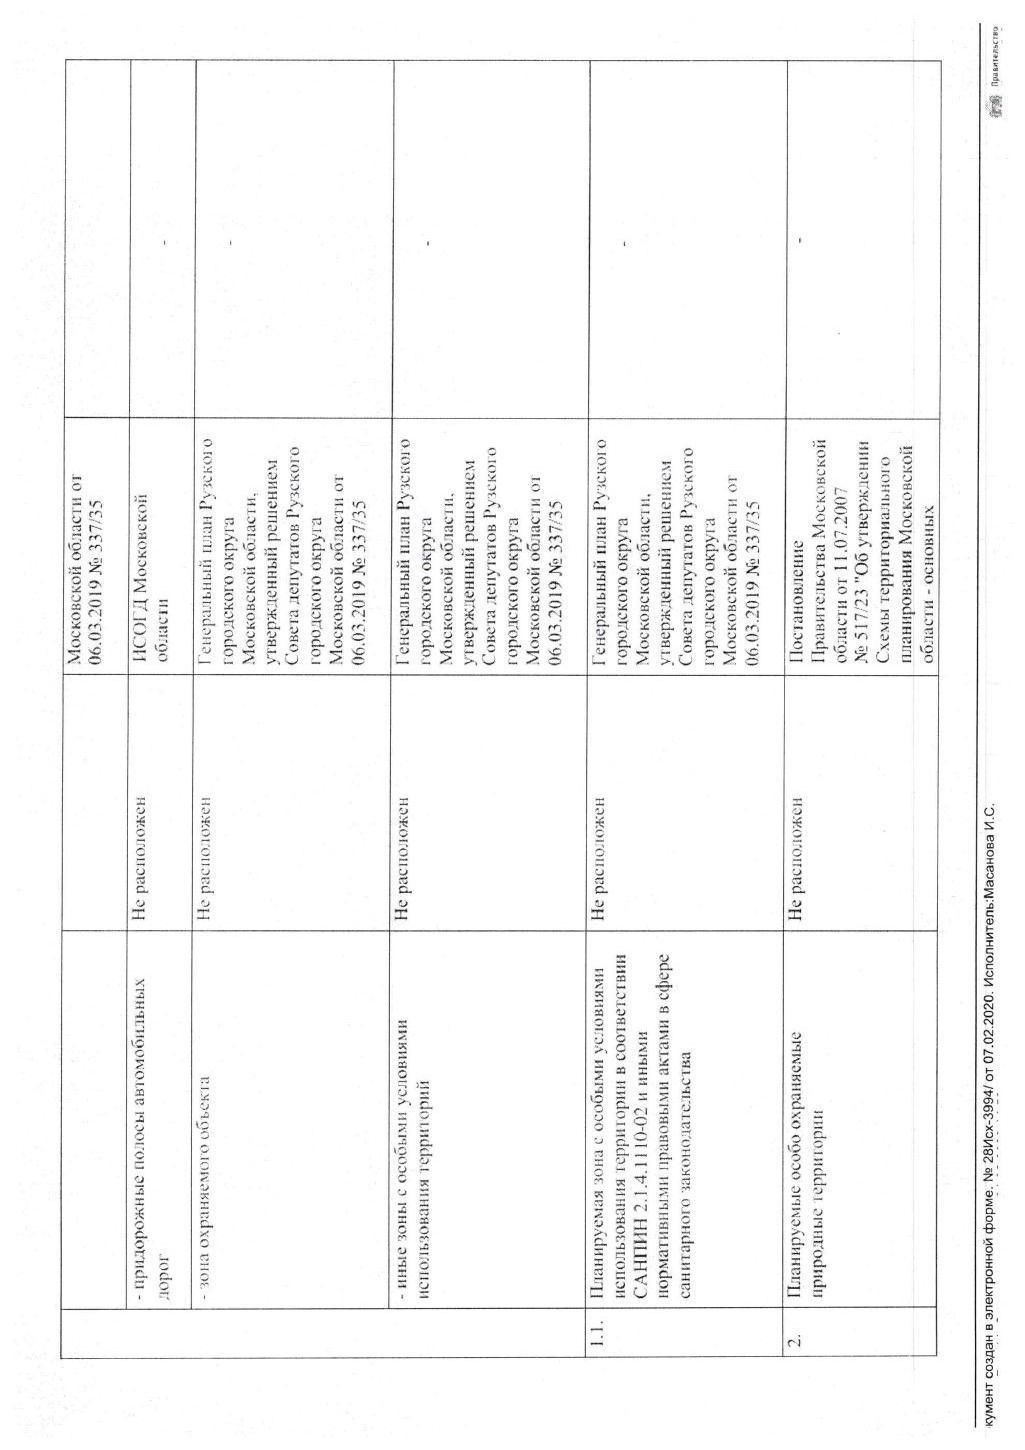 Московской области от
06.03.2019 № 337/35
- придорожные полосы автомобильных
дорог
Не расположен
ИСОГД Московской
области
-
- зона охраняемого объекта
Не расположен
Генеральный план Рузского
городского округа
Московской области,
утвержденный решением
Совета депутатов Рузского
городского округа
Московской области от
06.03.2019 № 337/35
-
- иные зоны с особыми условиями
использования территорий
Не расположен
Генеральный план Рузского
городского округа
Московской области,
утвержденный решением
Совета депутатов Рузского
городского округа
Московской области от
06.03.2019 № 337/35
-
1.1.
Планируемая зона с особыми условиями
использования территории в соответствии
САНПИН 2.1.4.1110-02 и иными
нормативными правовыми актами в сфере
санитарного законодательства
Не расположен
Генеральный план Рузского
городского округа
Московской области,
утвержденный решением
Совета депутатов Рузского
городского округа
Московской области от
06.03.2019 № 337/35
-
2.
Планируемые особо охраняемые
природные территории
Не расположен
Постановление
Правительства Московской
области от 11.07.2007
№ 517/23 "Об утверждении
Схемы территориального
планирования Московской
области - основных
-
кумент создан в электронной форме. № 28Исх-3994/ от 07.02.2020. Исполнитель:Масанова И.С.
Правительство